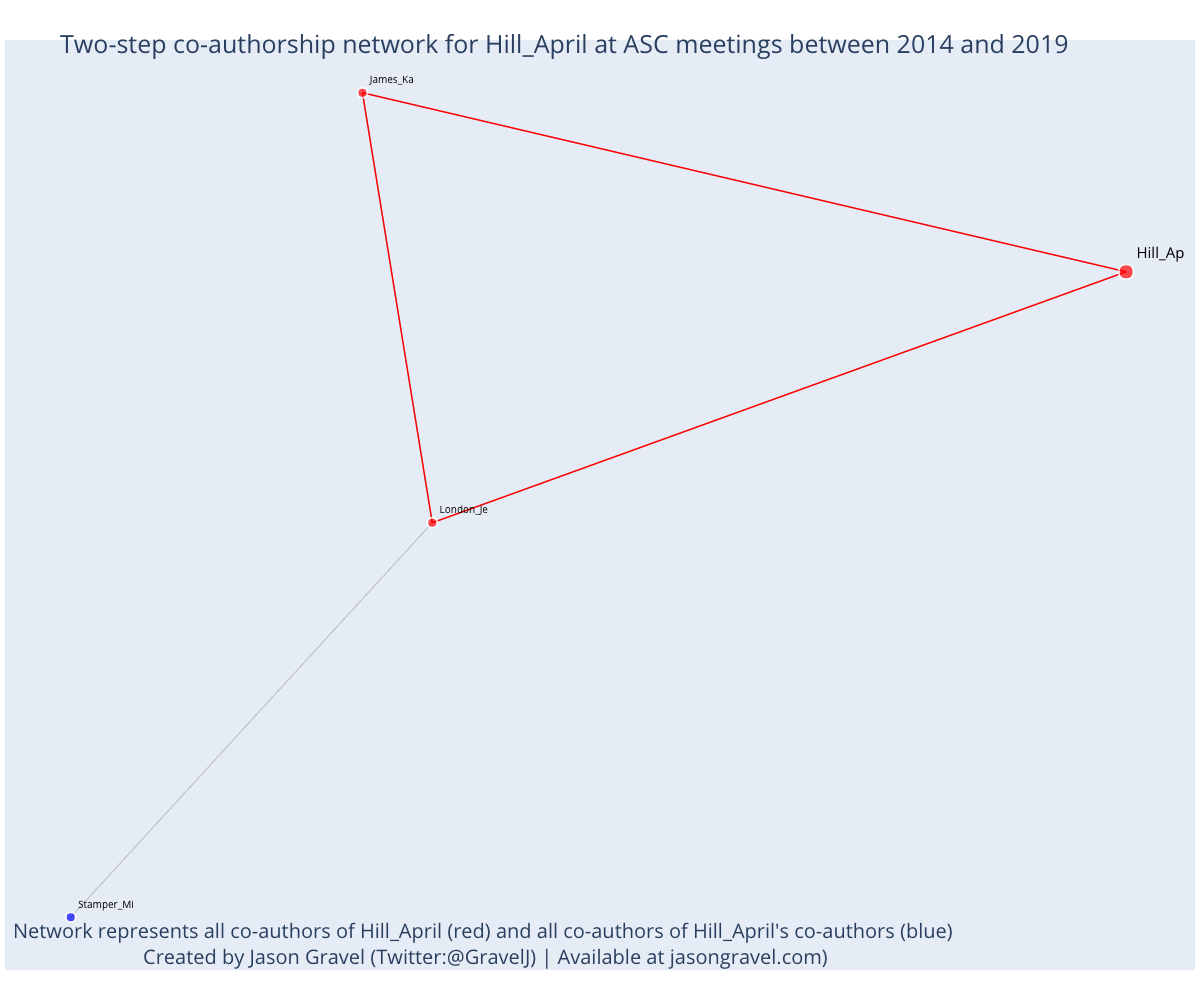 Two-step co-authorship network for Hill_April at ASC meetings between 2014 and 2019
James_Ka
Hill_Ap
London_Je
Stamper_Mi
Network represents all co-authors of Hill_April (red) and all co-authors of Hill_April's co-authors (blue)
Created by Jason Gravel (Twitter:@GravelJ) | Available at jasongravel.com)